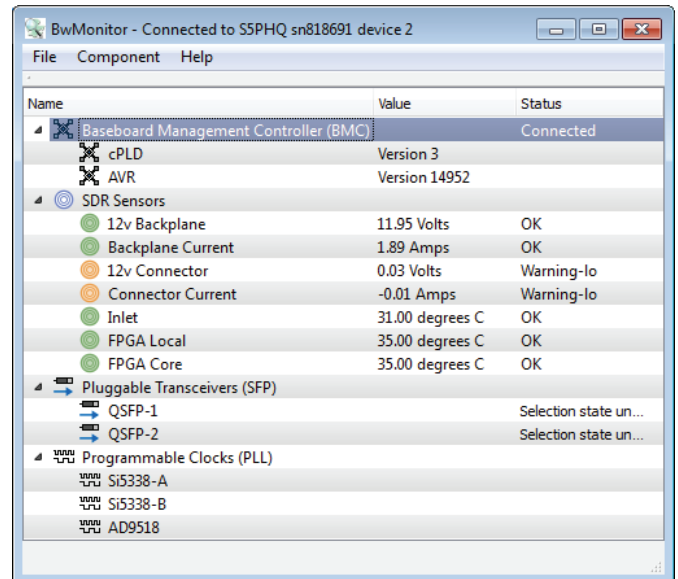 BwMonitor - Connected to S5PHQ sn818691 device 2
File Component Help
Name Value Status
Baseboard Management Controller (BMC) Connected
cPLD Version 3
AVR Version 14952
SDR Sensors
12v Backplane 11.95 Volts OK
Backplane Current 1.89 Amps OK
12v Connector 0.03 Volts Warning-lo
Connector Current -0.01 Amps Warning-lo
Inlet 31.00 degrees C OK
FPGA Local 35.00 degrees C OK
FPGA Core 35.00 degrees C OK
Pluggable Transceivers (SFP)
QSFP-1 Selection state un...
QSFP-2 Selection state un...
Programmable Clocks (PLL)
Si5338-A
Si5338-B
AD9518